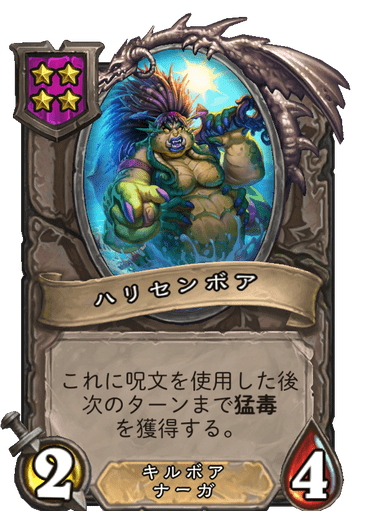 ハリセンボア
これに呪文を使用した後
次のターンまで猛毒
を獲得する。
2
キルボア
ナーガ
4